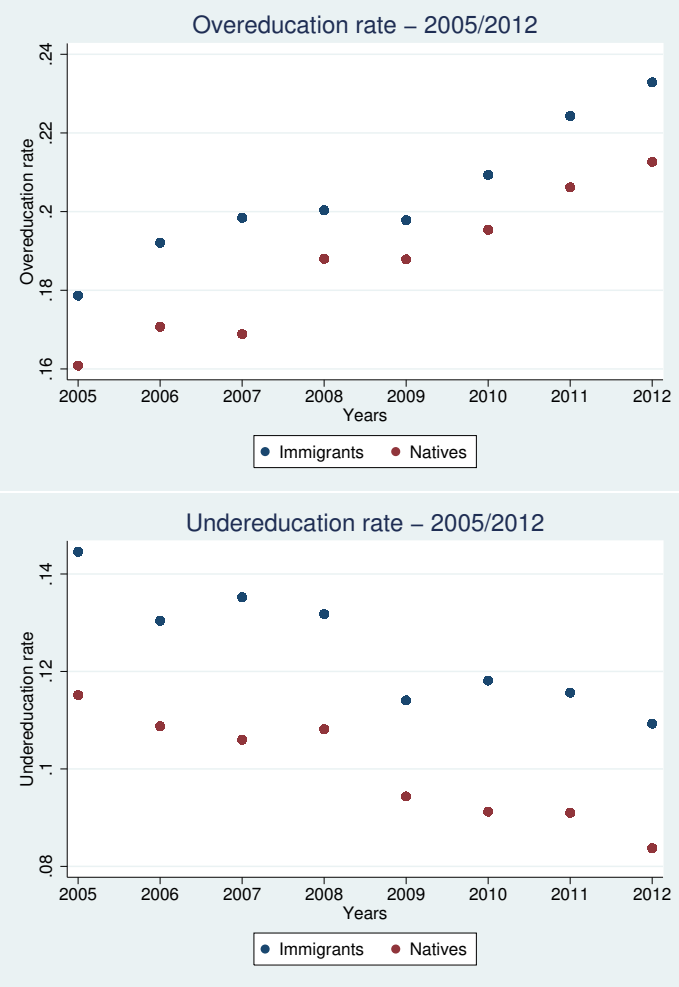 Overeducation rate – 2005/2012
.24
.22
.2
.18
.16
Overeducation rate
2005 2006 2007 2008 2009 2010 2011 2012
Years
Immigrants Natives
Undereducation rate – 2005/2012
.14
.12
.1
.08
Undereducation rate
2005 2006 2007 2008 2009 2010 2011 2012
Years
Immigrants Natives